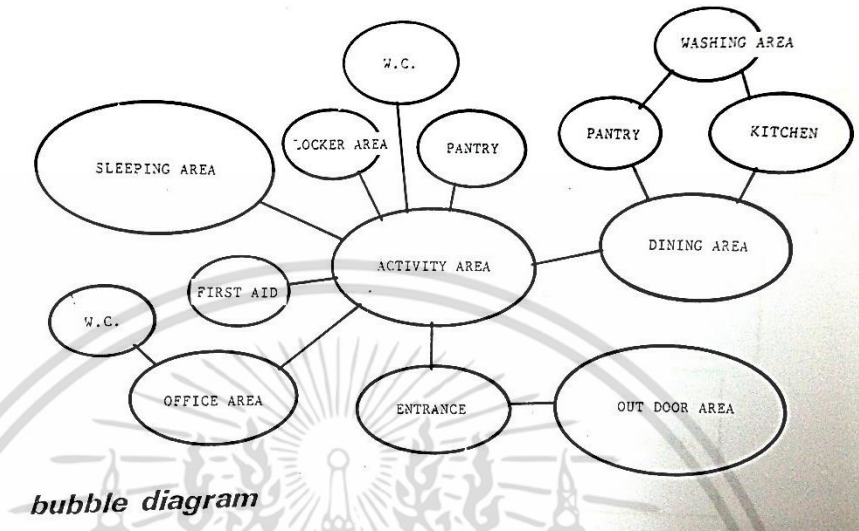 WASHING AREA
W.C.
PANTRY
KITCHEN
LOCKER AREA
PANTRY
SLEEPING AREA
DINING AREA
ACTIVITY AREA
FIRST AID
W.C.
OFFICE AREA
ENTRANCE
OUT DOOR AREA
bubble diagram